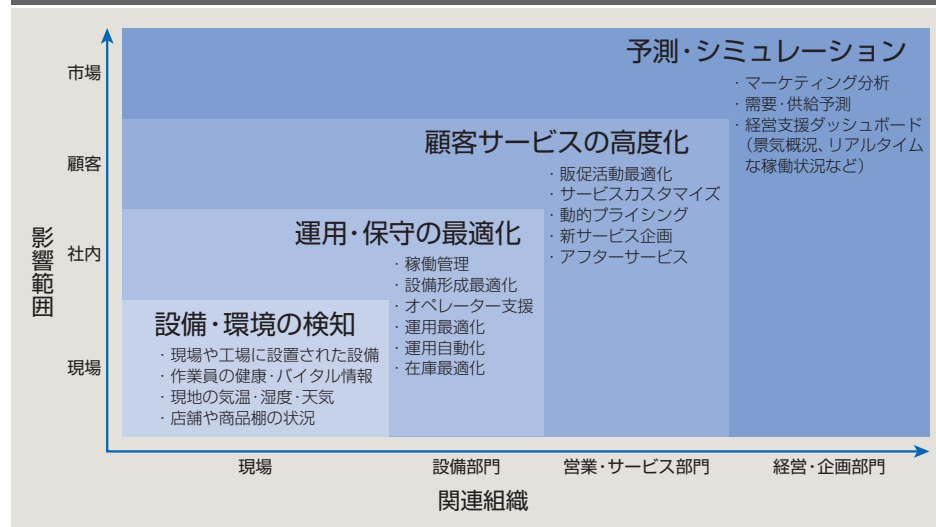 予測・シミュレーション
・マーケティング分析
・需要・供給予測
・経営支援ダッシュボード
（景気概況、リアルタイム
な稼働状況など）
顧客サービスの高度化
・販促活動最適化
・サービスカスタマイズ
・動的プライシング
・新サービス企画
・アフターサービス
運用・保守の最適化
・稼働管理
・設備形成最適化
・オペレーター支援
・運用最適化
・運用自動化
・在庫最適化
設備・環境の検知
・現場や工場に設置された設備
・作業員の健康・バイタル情報
・現地の気温・湿度・天気
・店舗や商品棚の状況
影響範囲
市場
顧客
社内
現場
現場
設備部門
営業・サービス部門
経営・企画部門
関連組織